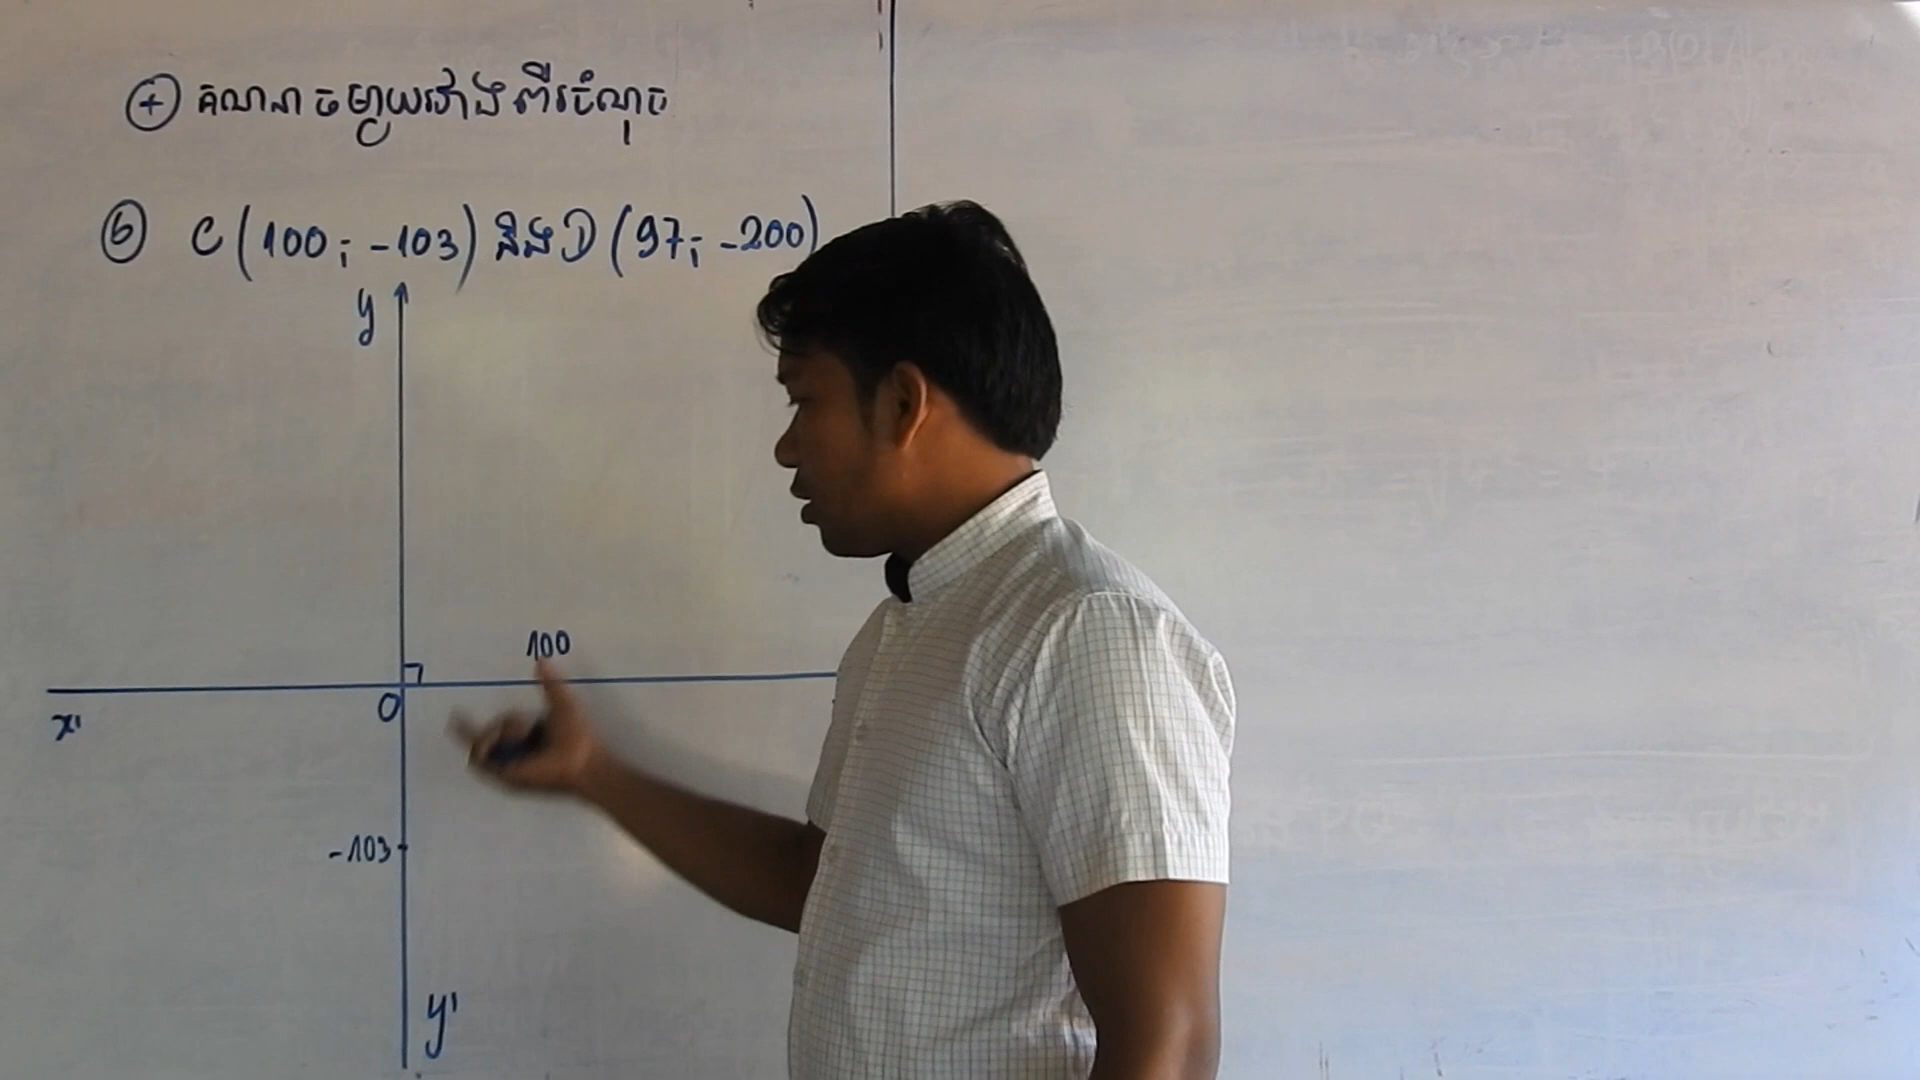 + គណនាចម្ងាយរវាងពីរចំណុច
៦ C (100 ; -103) និង D (97 ; -200)
y
100
x' O
-103
y'